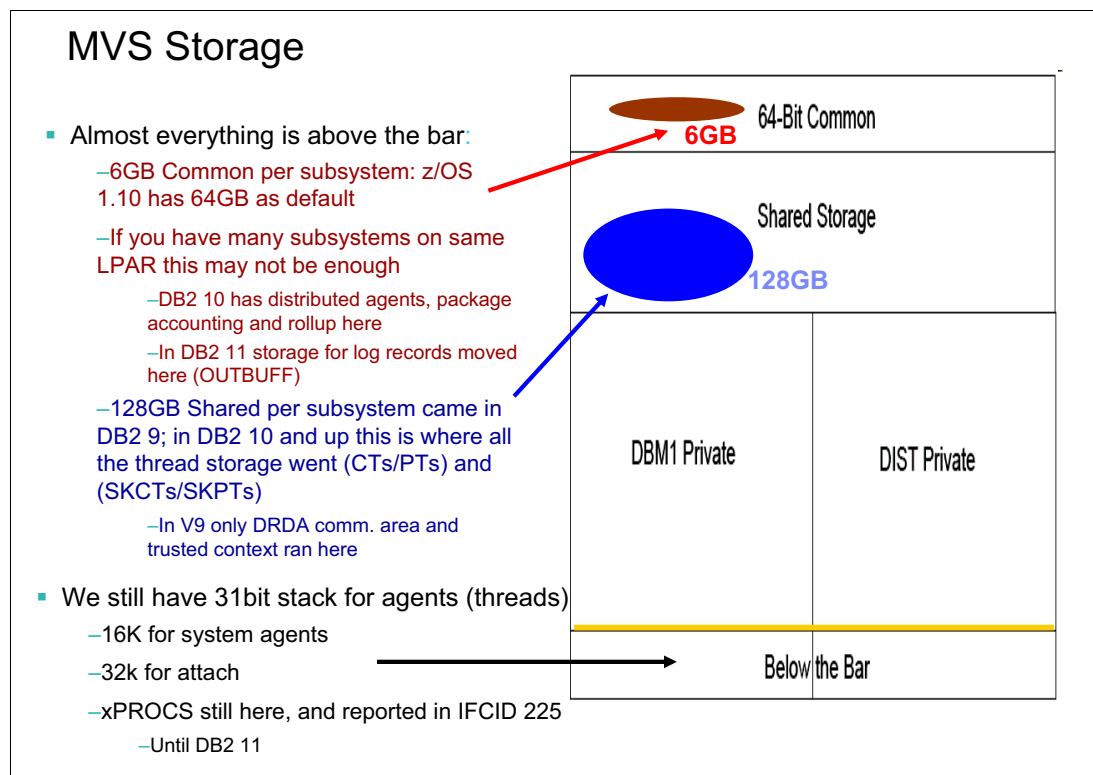 MVS Storage
▪ Almost everything is above the bar:
–6GB Common per subsystem: z/OS
1.10 has 64GB as default
–If you have many subsystems on same
LPAR this may not be enough
–DB2 10 has distributed agents, package
accounting and rollup here
–In DB2 11 storage for log records moved
here (OUTBUFF)
–128GB Shared per subsystem came in
DB2 9; in DB2 10 and up this is where all
the thread storage went (CTs/PTs) and
(SKCTs/SKPTs)
–In V9 only DRDA comm. area and
trusted context ran here
▪ We still have 31bit stack for agents (threads)
–16K for system agents
–32k for attach
–xPROCS still here, and reported in IFCID 225
–Until DB2 11
64-Bit Common
6GB
Shared Storage
128GB
DBM1 Private
DIST Private
Below the Bar